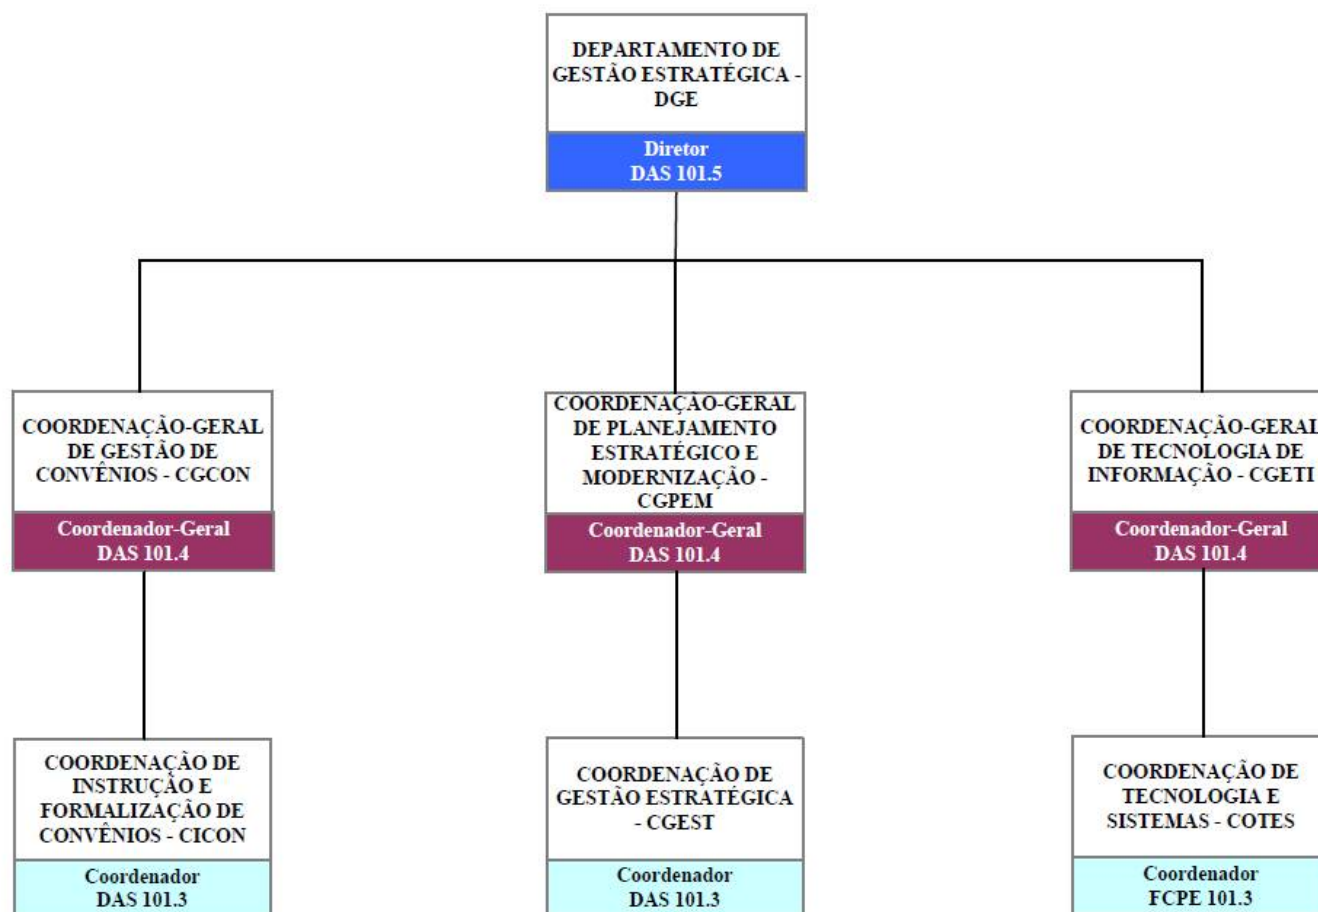 DEPARTAMENTO DE
GESTÃO ESTRATÉGICA -
DGE
Diretor
DAS 101.5
COORDENAÇÃO-GERAL
DE GESTÃO DE
CONVÊNIOS - CGCON
Coordenador-Geral
DAS 101.4
COORDENAÇÃO-GERAL
DE PLANEJAMENTO
ESTRATÉGICO E
MODERNIZAÇÃO -
CGPEM
Coordenador-Geral
DAS 101.4
COORDENAÇÃO-GERAL
DE TECNOLOGIA DE
INFORMAÇÃO - CGETI
Coordenador-Geral
DAS 101.4
COORDENAÇÃO DE
INSTRUÇÃO E
FORMALIZAÇÃO DE
CONVÊNIOS - CICON
Coordenador
DAS 101.3
COORDENAÇÃO DE
GESTÃO ESTRATÉGICA
- CGEST
Coordenador
DAS 101.3
COORDENAÇÃO DE
TECNOLOGIA E
SISTEMAS - COTES
Coordenador
FCPE 101.3